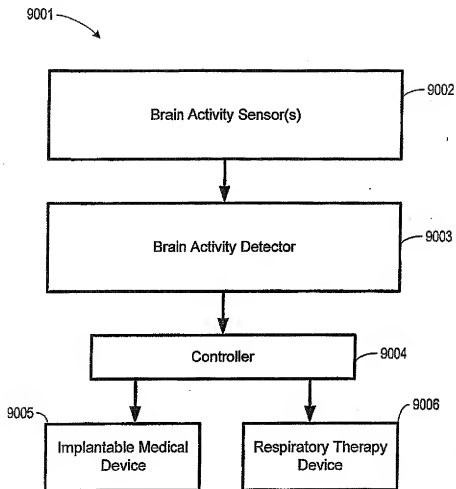 9001
Brain Activity Sensor(s)
9002
Brain Activity Detector
9003
Controller
9004
9005
Implantable Medical
Device
9006
Respiratory Therapy
Device